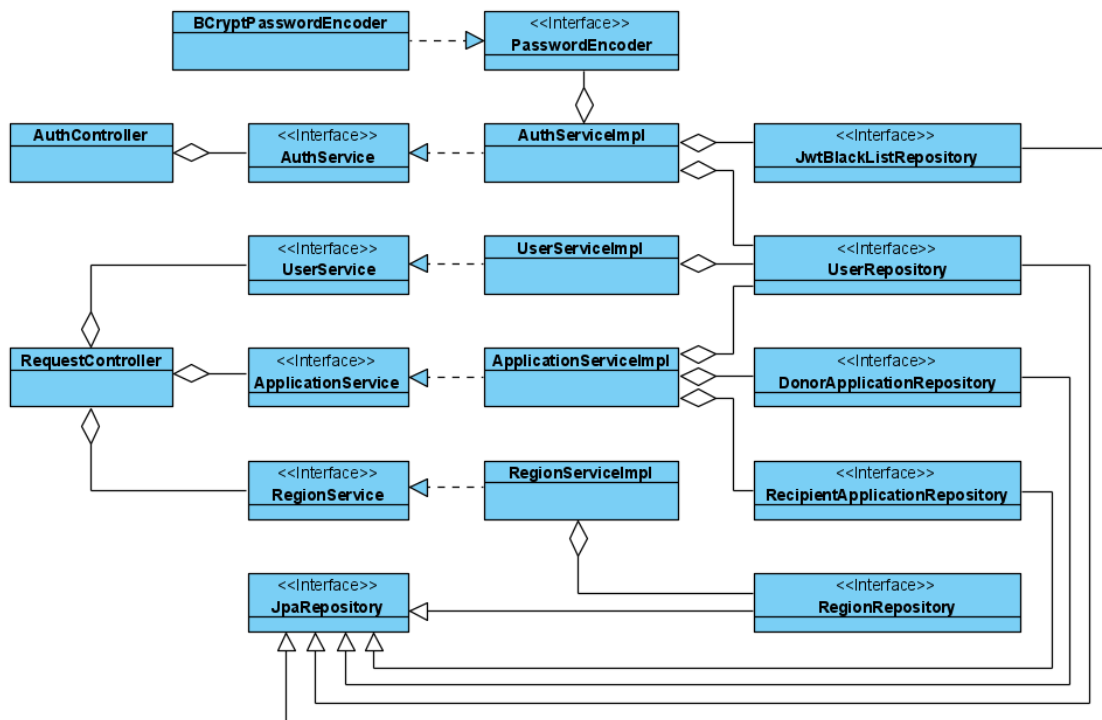 BCryptPasswordEncoder
<<Interface>>
PasswordEncoder
AuthController
<<Interface>>
AuthService
AuthServiceImpl
<<Interface>>
JwtBlackListRepository
<<Interface>>
UserService
UserServiceImpl
<<Interface>>
UserRepository
RequestController
<<Interface>>
ApplicationService
ApplicationServiceImpl
<<Interface>>
DonorApplicationRepository
<<Interface>>
RegionService
RegionServiceImpl
<<Interface>>
RecipientApplicationRepository
<<Interface>>
JpaRepository
<<Interface>>
RegionRepository